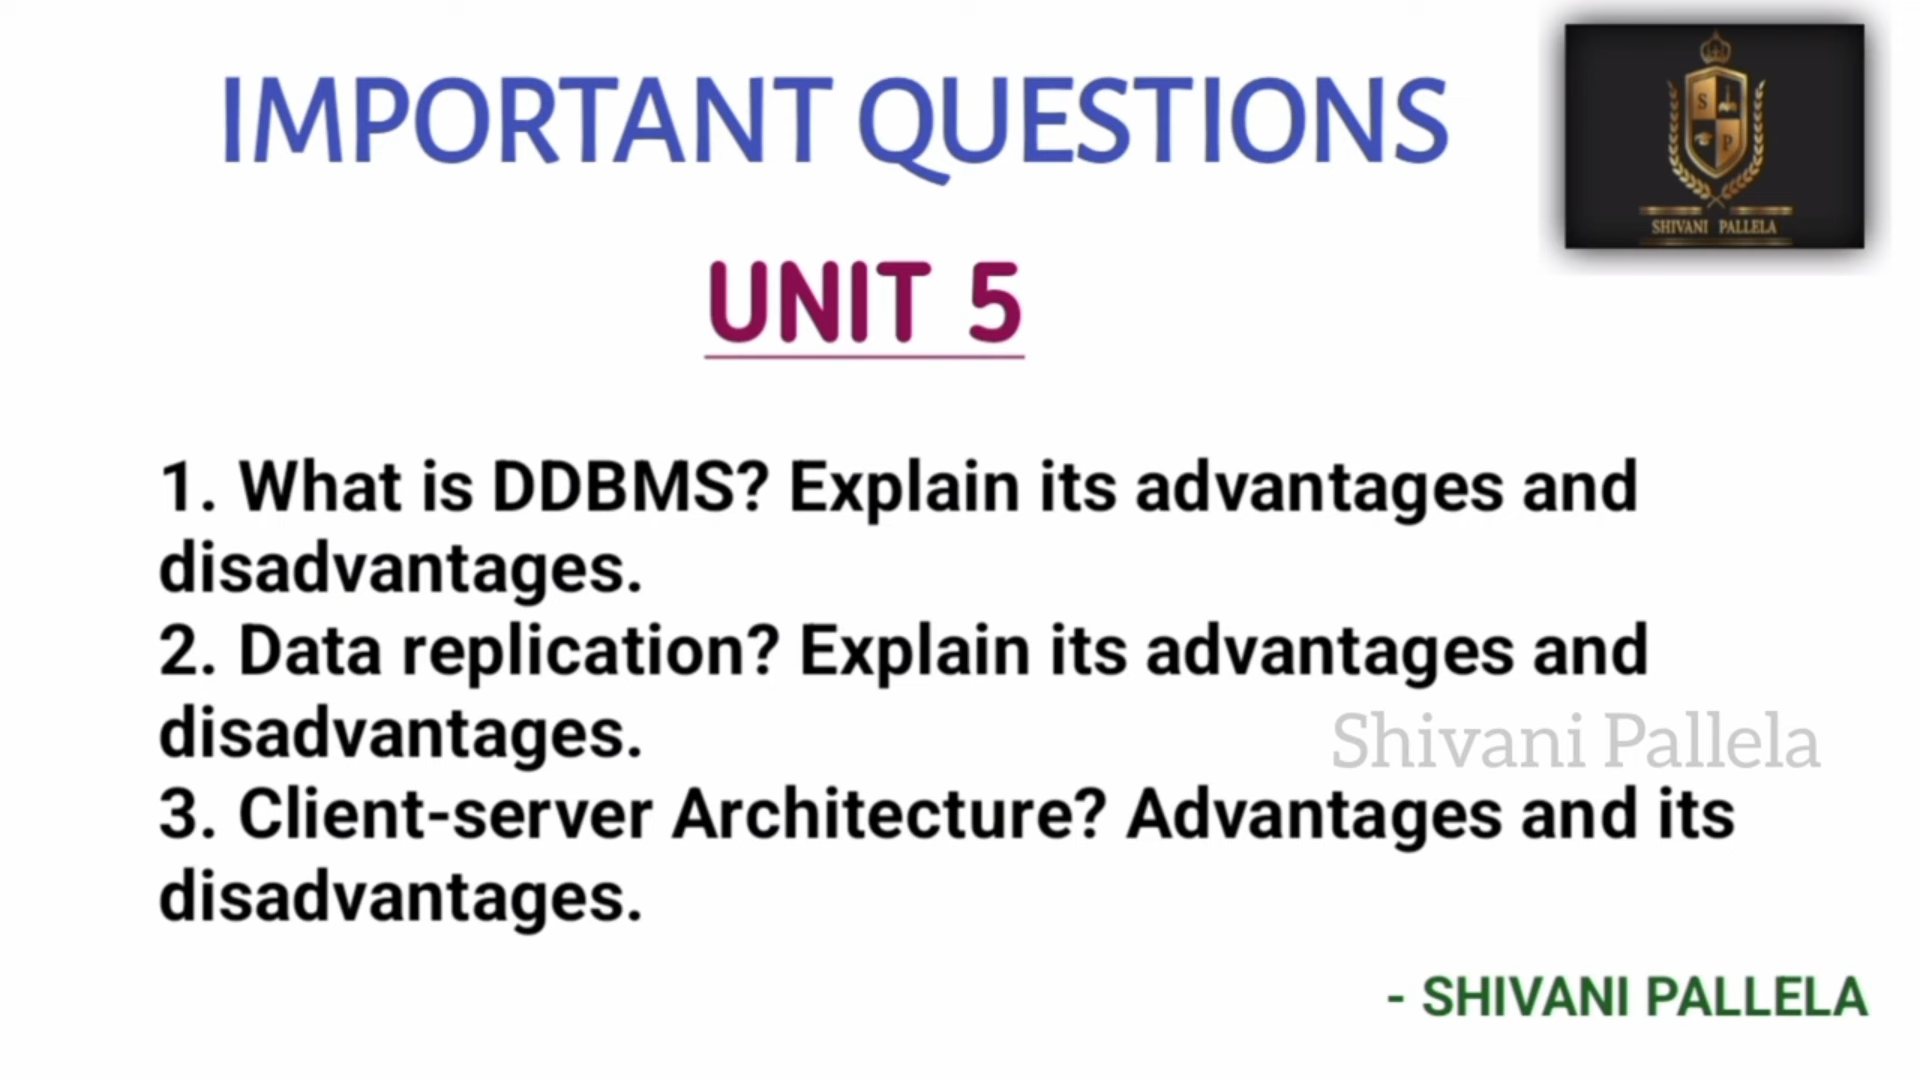 IMPORTANT QUESTIONS
S
P
SHIVANI PALLELA
UNIT 5
1. What is DDBMS? Explain its advantages and
disadvantages.
2. Data replication? Explain its advantages and
disadvantages.
Shivani Pallela
3. Client-server Architecture? Advantages and its
disadvantages.
- SHIVANI PALLELA